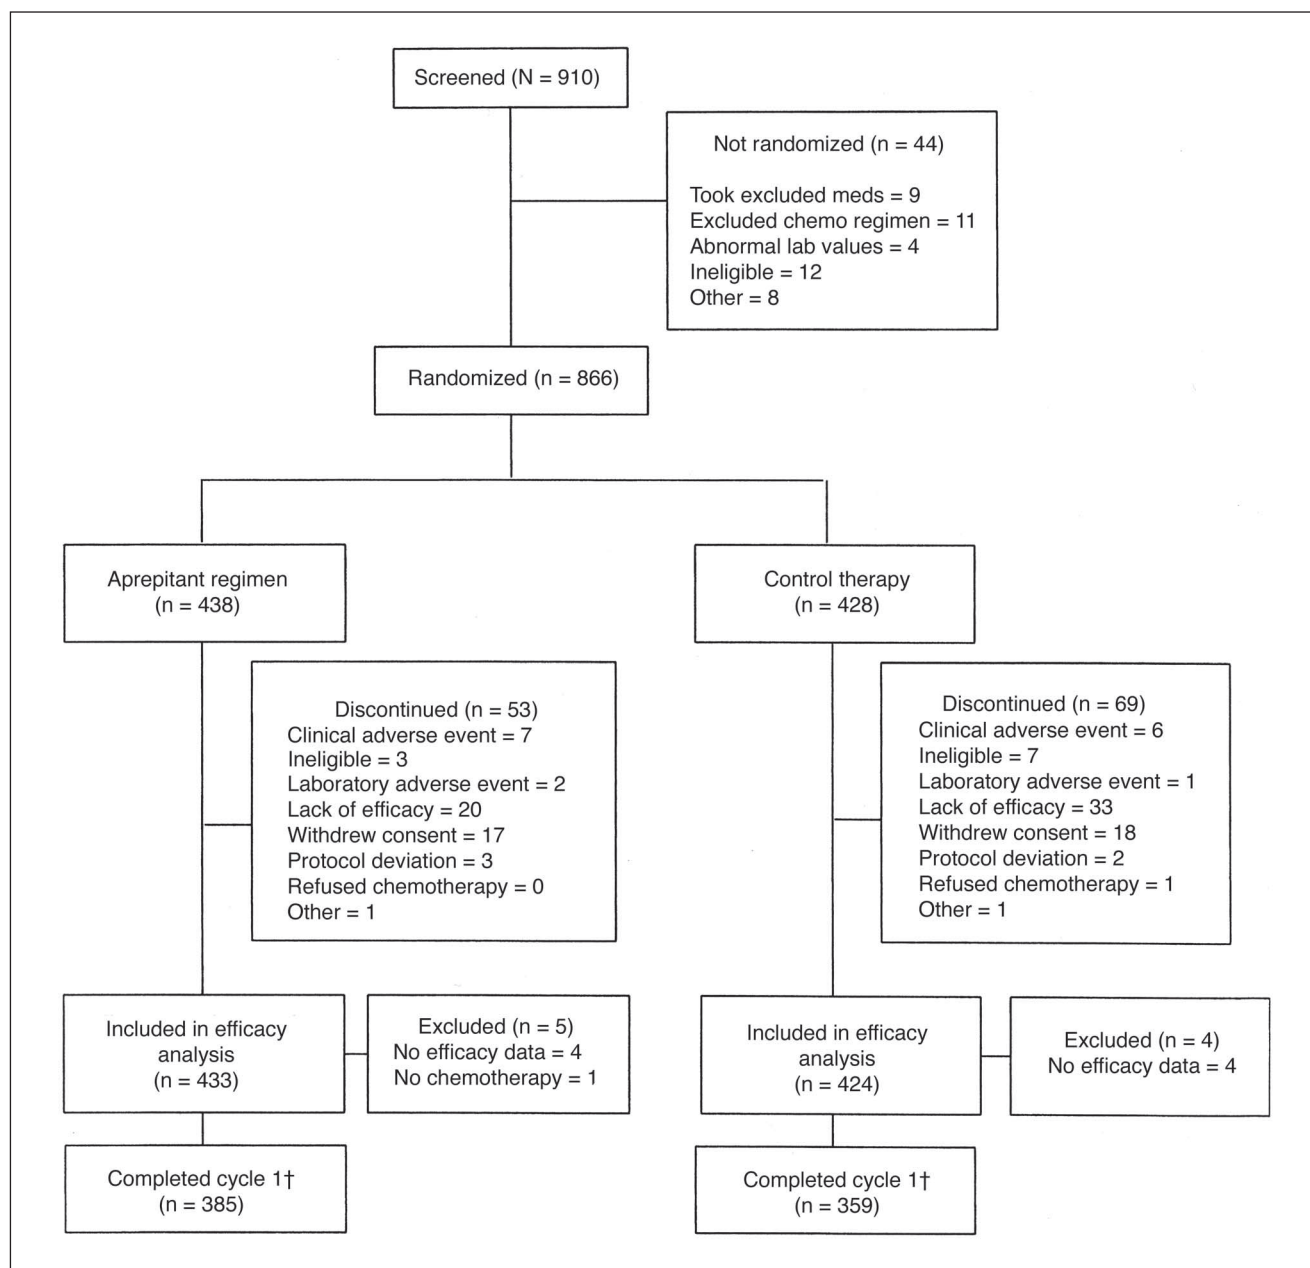 Screened (N = 910)
Not randomized (n = 44)
Took excluded meds = 9
Excluded chemo regimen = 11
Abnormal lab values = 4
Ineligible = 12
Other = 8
Randomized (n = 866)
Aprepitant regimen
(n = 438)
Control therapy
(n = 428)
Discontinued (n = 53)
Clinical adverse event = 7
Ineligible = 3
Laboratory adverse event = 2
Lack of efficacy = 20
Withdrew consent = 17
Protocol deviation = 3
Refused chemotherapy = 0
Other = 1
Discontinued (n = 69)
Clinical adverse event = 6
Ineligible = 7
Laboratory adverse event = 1
Lack of efficacy = 33
Withdrew consent = 18
Protocol deviation = 2
Refused chemotherapy = 1
Other = 1
Included in efficacy
analysis
(n = 433)
Excluded (n = 5)
No efficacy data = 4
No chemotherapy = 1
Included in efficacy
analysis
(n = 424)
Excluded (n = 4)
No efficacy data = 4
Completed cycle 1†
(n = 385)
Completed cycle 1†
(n = 359)